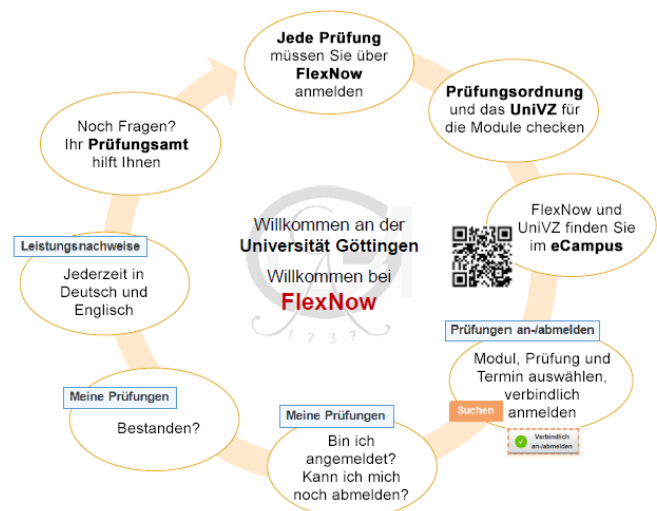 Jede Prüfung
müssen Sie über
FlexNow
anmelden
Prüfungsordnung
und das UniVZ für
die Module checken
FlexNow und
UniVZ finden Sie
im eCampus
Prüfungen an-/abmelden
Modul, Prüfung und
Termin auswählen,
verbindlich
anmelden
Suchen
Verbindlich
an-/abmelden
Meine Prüfungen
Bin ich
angemeldet?
Kann ich mich
noch abmelden?
Meine Prüfungen
Bestanden?
Leistungsnachweise
Jederzeit in
Deutsch und
Englisch
Noch Fragen?
Ihr Prüfungsamt
hilft Ihnen
Willkommen an der
Universität Göttingen
Willkommen bei
FlexNow
1737